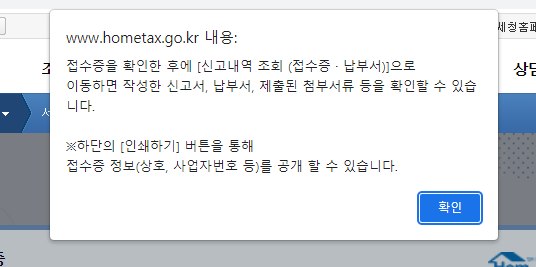 www.hometax.go.kr 내용:
세청홈페
조
상담
접수증을 확인한 후에 [신고내역 조회 (접수증 · 납부서)]으로
이동하면 작성한 신고서, 납부서, 제출된 첨부서류 등을 확인할 수 있습
니다.
서
※하단의 [인쇄하기] 버튼을 통해
접수증 정보(상호, 사업자번호 등)를 공개 할 수 있습니다.
확인
증
Hom